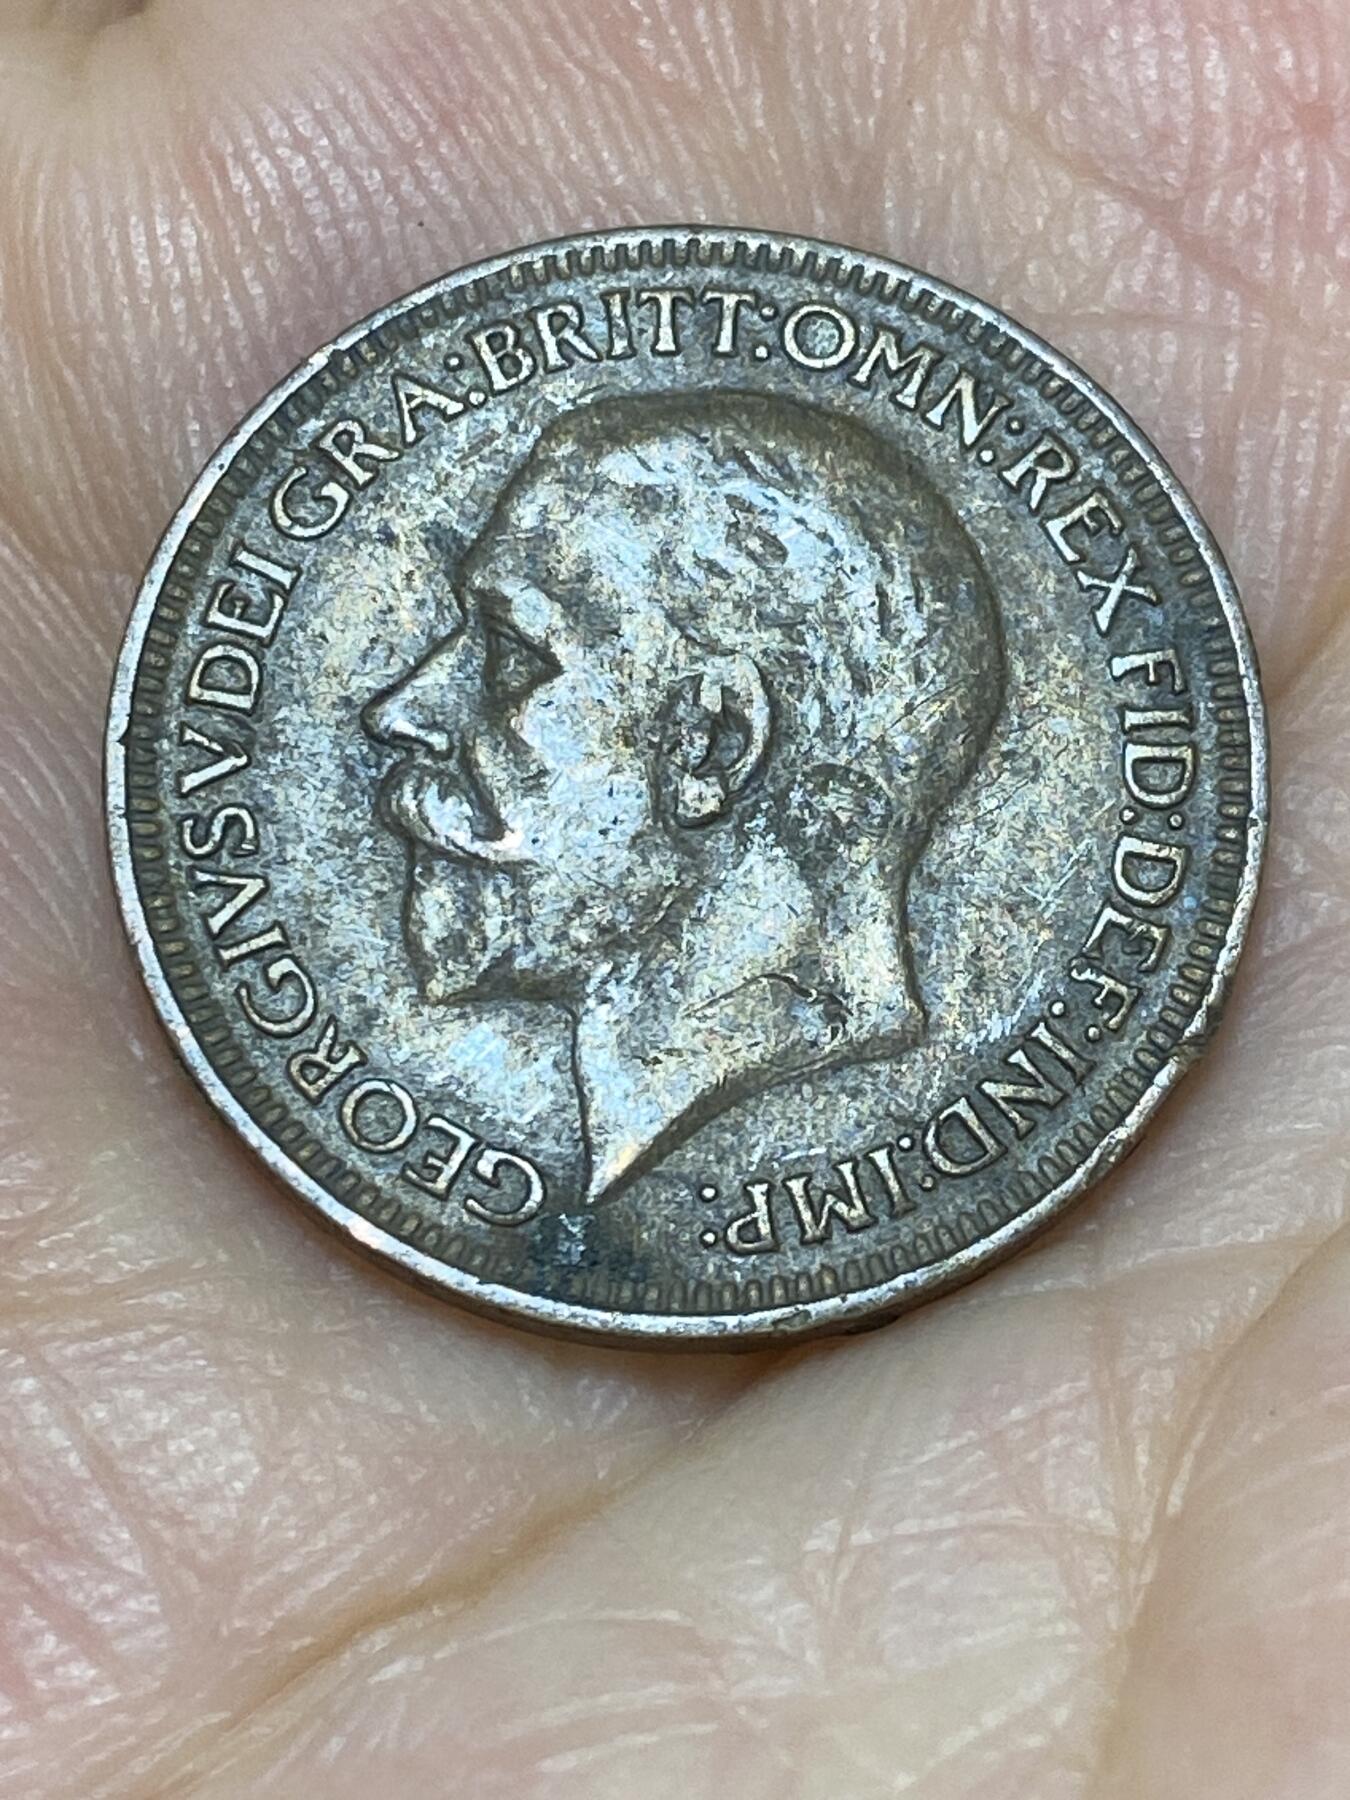 GEORGIVS V DEI GRA: BRITT: OMN: REX FID: DEF: IND: IMP: